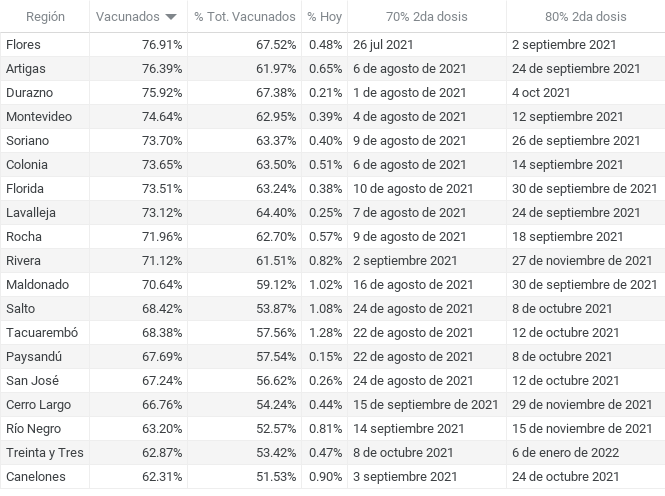 Región Vacunados % Tot. Vacunados % Hoy 70% 2da dosis 80% 2da dosis
Flores 76.91% 67.52% 0.48% 26 jul 2021 2 septiembre 2021
Artigas 76.39% 61.97% 0.65% 6 de agosto de 2021 24 de septiembre 2021
Durazno 75.92% 67.38% 0.21% 1 de agosto de 2021 4 oct 2021
Montevideo 74.64% 62.95% 0.39% 4 de agosto de 2021 12 septiembre 2021
Soriano 73.70% 63.37% 0.40% 9 de agosto de 2021 26 de septiembre 2021
Colonia 73.65% 63.50% 0.51% 6 de agosto de 2021 14 septiembre 2021
Florida 73.51% 63.24% 0.38% 10 de agosto de 2021 30 de septiembre de 2021
Lavalleja 73.12% 64.40% 0.25% 7 de agosto de 2021 24 de septiembre 2021
Rocha 71.96% 62.70% 0.57% 9 de agosto de 2021 18 septiembre 2021
Rivera 71.12% 61.51% 0.82% 2 septiembre 2021 27 de noviembre de 2021
Maldonado 70.64% 59.12% 1.02% 16 de agosto de 2021 30 de septiembre de 2021
Salto 68.42% 53.87% 1.08% 24 de agosto de 2021 8 de octubre de 2021
Tacuarembó 68.38% 57.56% 1.28% 22 de agosto de 2021 12 de octubre de 2021
Paysandú 67.69% 57.54% 0.15% 22 de agosto de 2021 8 de octubre de 2021
San José 67.24% 56.62% 0.26% 24 de agosto de 2021 12 de octubre de 2021
Cerro Largo 66.76% 54.24% 0.44% 15 de septiembre de 2021 29 de noviembre de 2021
Río Negro 63.20% 52.57% 0.81% 14 septiembre 2021 15 de noviembre de 2021
Treinta y Tres 62.87% 53.42% 0.47% 8 de octubre de 2021 6 de enero de 2022
Canelones 62.31% 51.53% 0.90% 3 septiembre 2021 24 de octubre de 2021